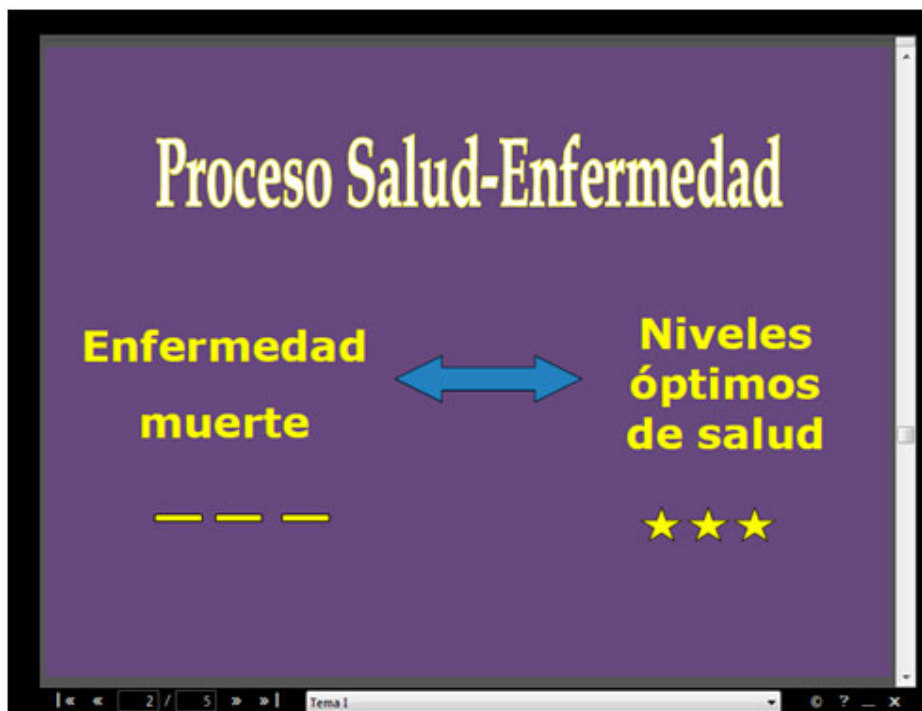 Proceso Salud-Enfermedad
Enfermedad
muerte
Niveles
óptimos
de salud
2 / 5
Tema I
© ?